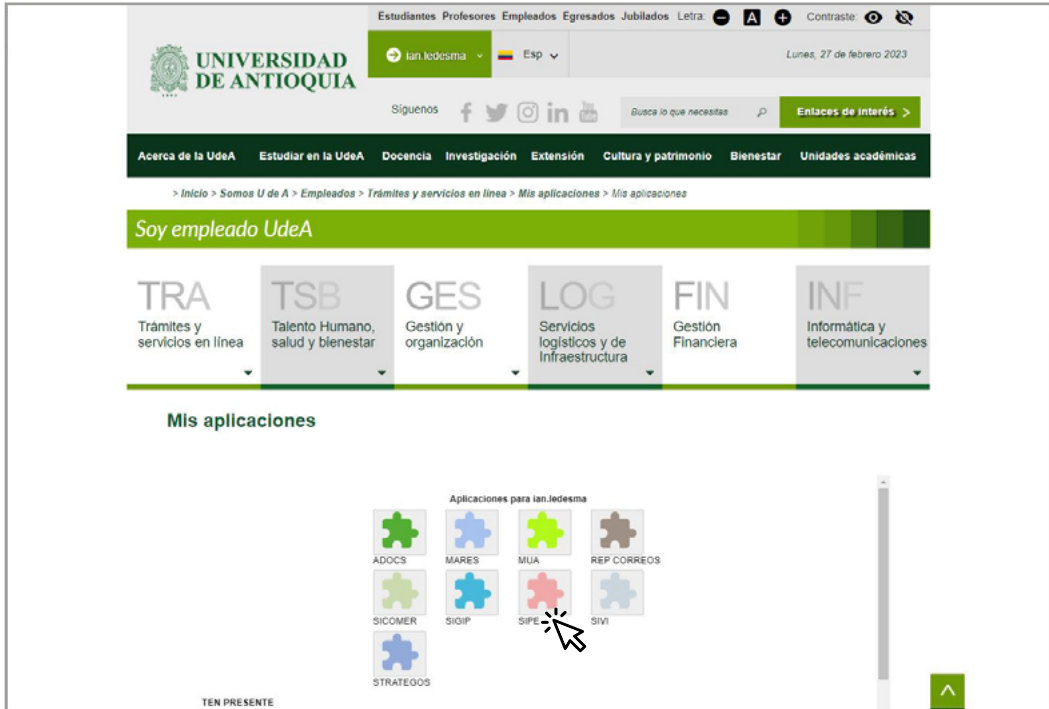 Estudiantes Profesores Empleados Egresados Jubilados Letra: A Contraste:
UNIVERSIDAD
DE ANTIOQUIA
ian.ledesma Esp Lunes, 27 de febrero 2023
Síguenos f in You Tube Busca lo que necesitas Enlaces de interés >
Acerca de la UdeA Estudiar en la UdeA Docencia Investigación Extensión Cultura y patrimonio Bienestar Unidades académicas
> Inicio > Somos U de A > Empleados > Trámites y servicios en línea > Mis aplicaciones > Mis aplicaciones
Soy empleado UdeA
TRA TSB GES LOG FIN INF
Trámites y Talento Humano, Gestión y Servicios Gestión Informática y
servicios en línea salud y bienestar organización logísticos y de Financiera telecomunicaciones
Infraestructura
Mis aplicaciones
Aplicaciones para ian.ledesma
ADOCS MARES MUA REP CORREOS
SICOMER SIGIP SIPE SIVI
STRATEGOS
TEN PRESENTE